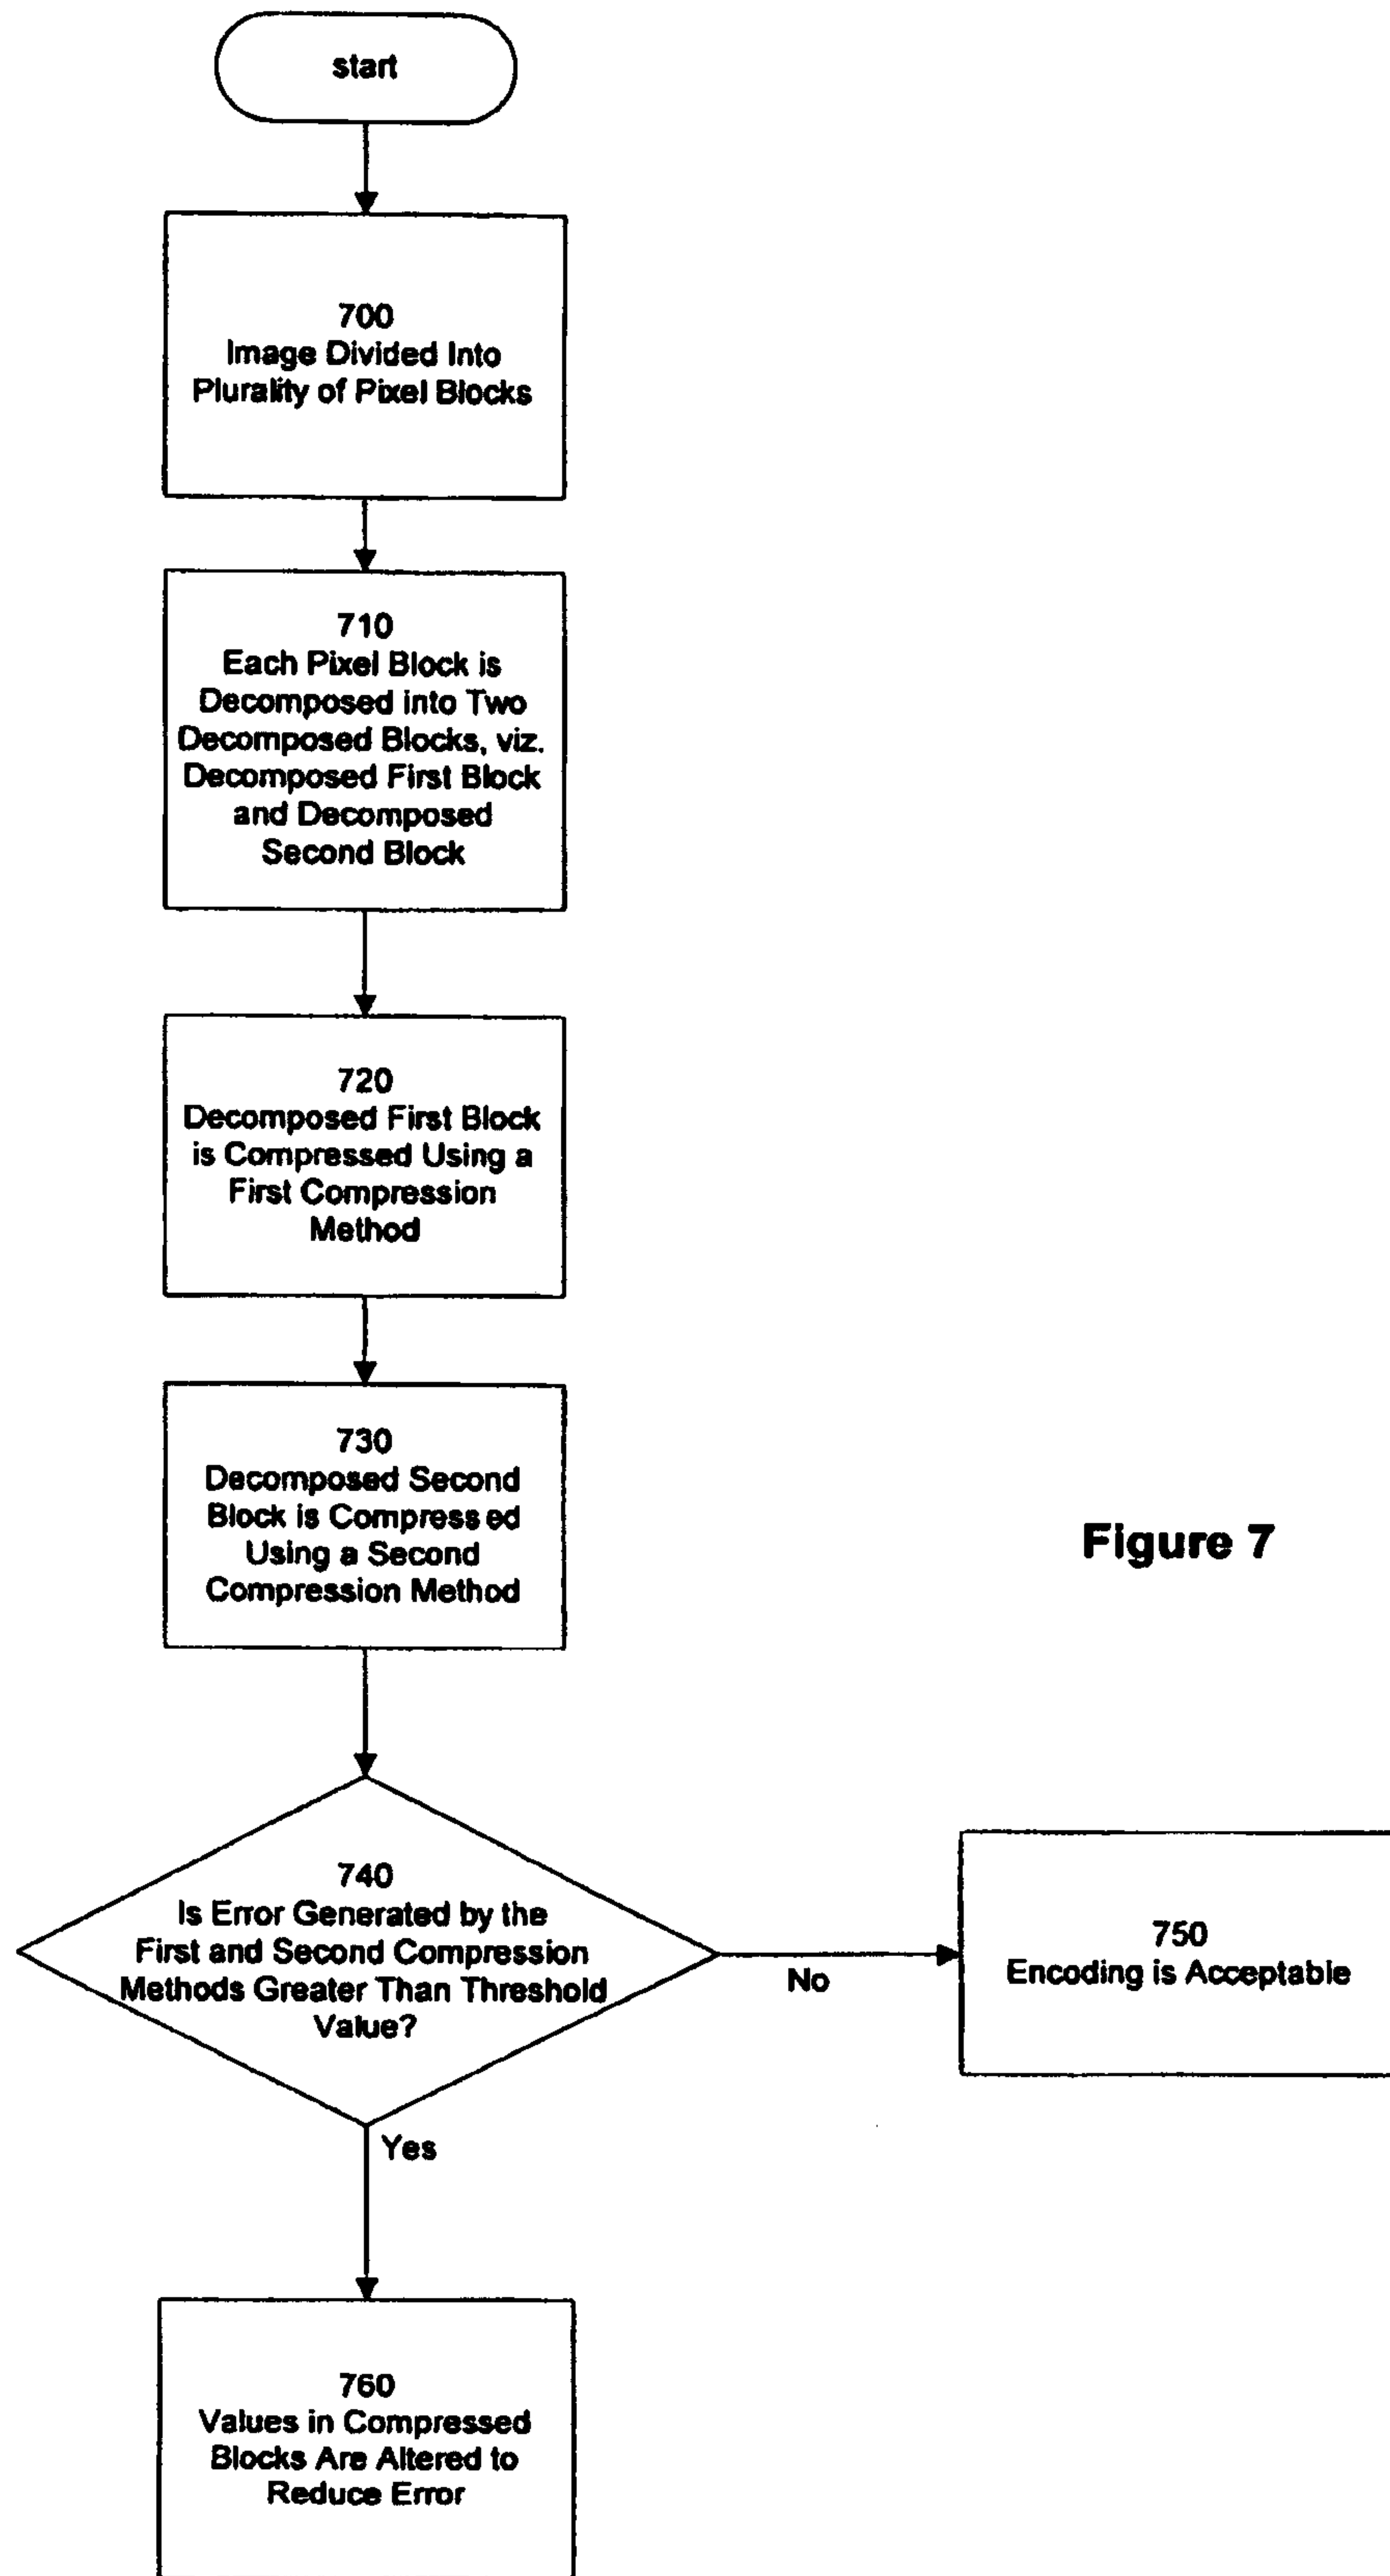 start
700
Image Divided Into
Plurality of Pixel Blocks
710
Each Pixel Block is
Decomposed into Two
Decomposed Blocks, viz.
Decomposed First Block
and Decomposed
Second Block
720
Decomposed First Block
is Compressed Using a
First Compression
Method
730
Decomposed Second
Block is Compressed
Using a Second
Compression Method
Figure 7
740
Is Error Generated by the
First and Second Compression
Methods Greater Than Threshold
Value?
No
750
Encoding is Acceptable
Yes
760
Values in Compressed
Blocks Are Altered to
Reduce Error